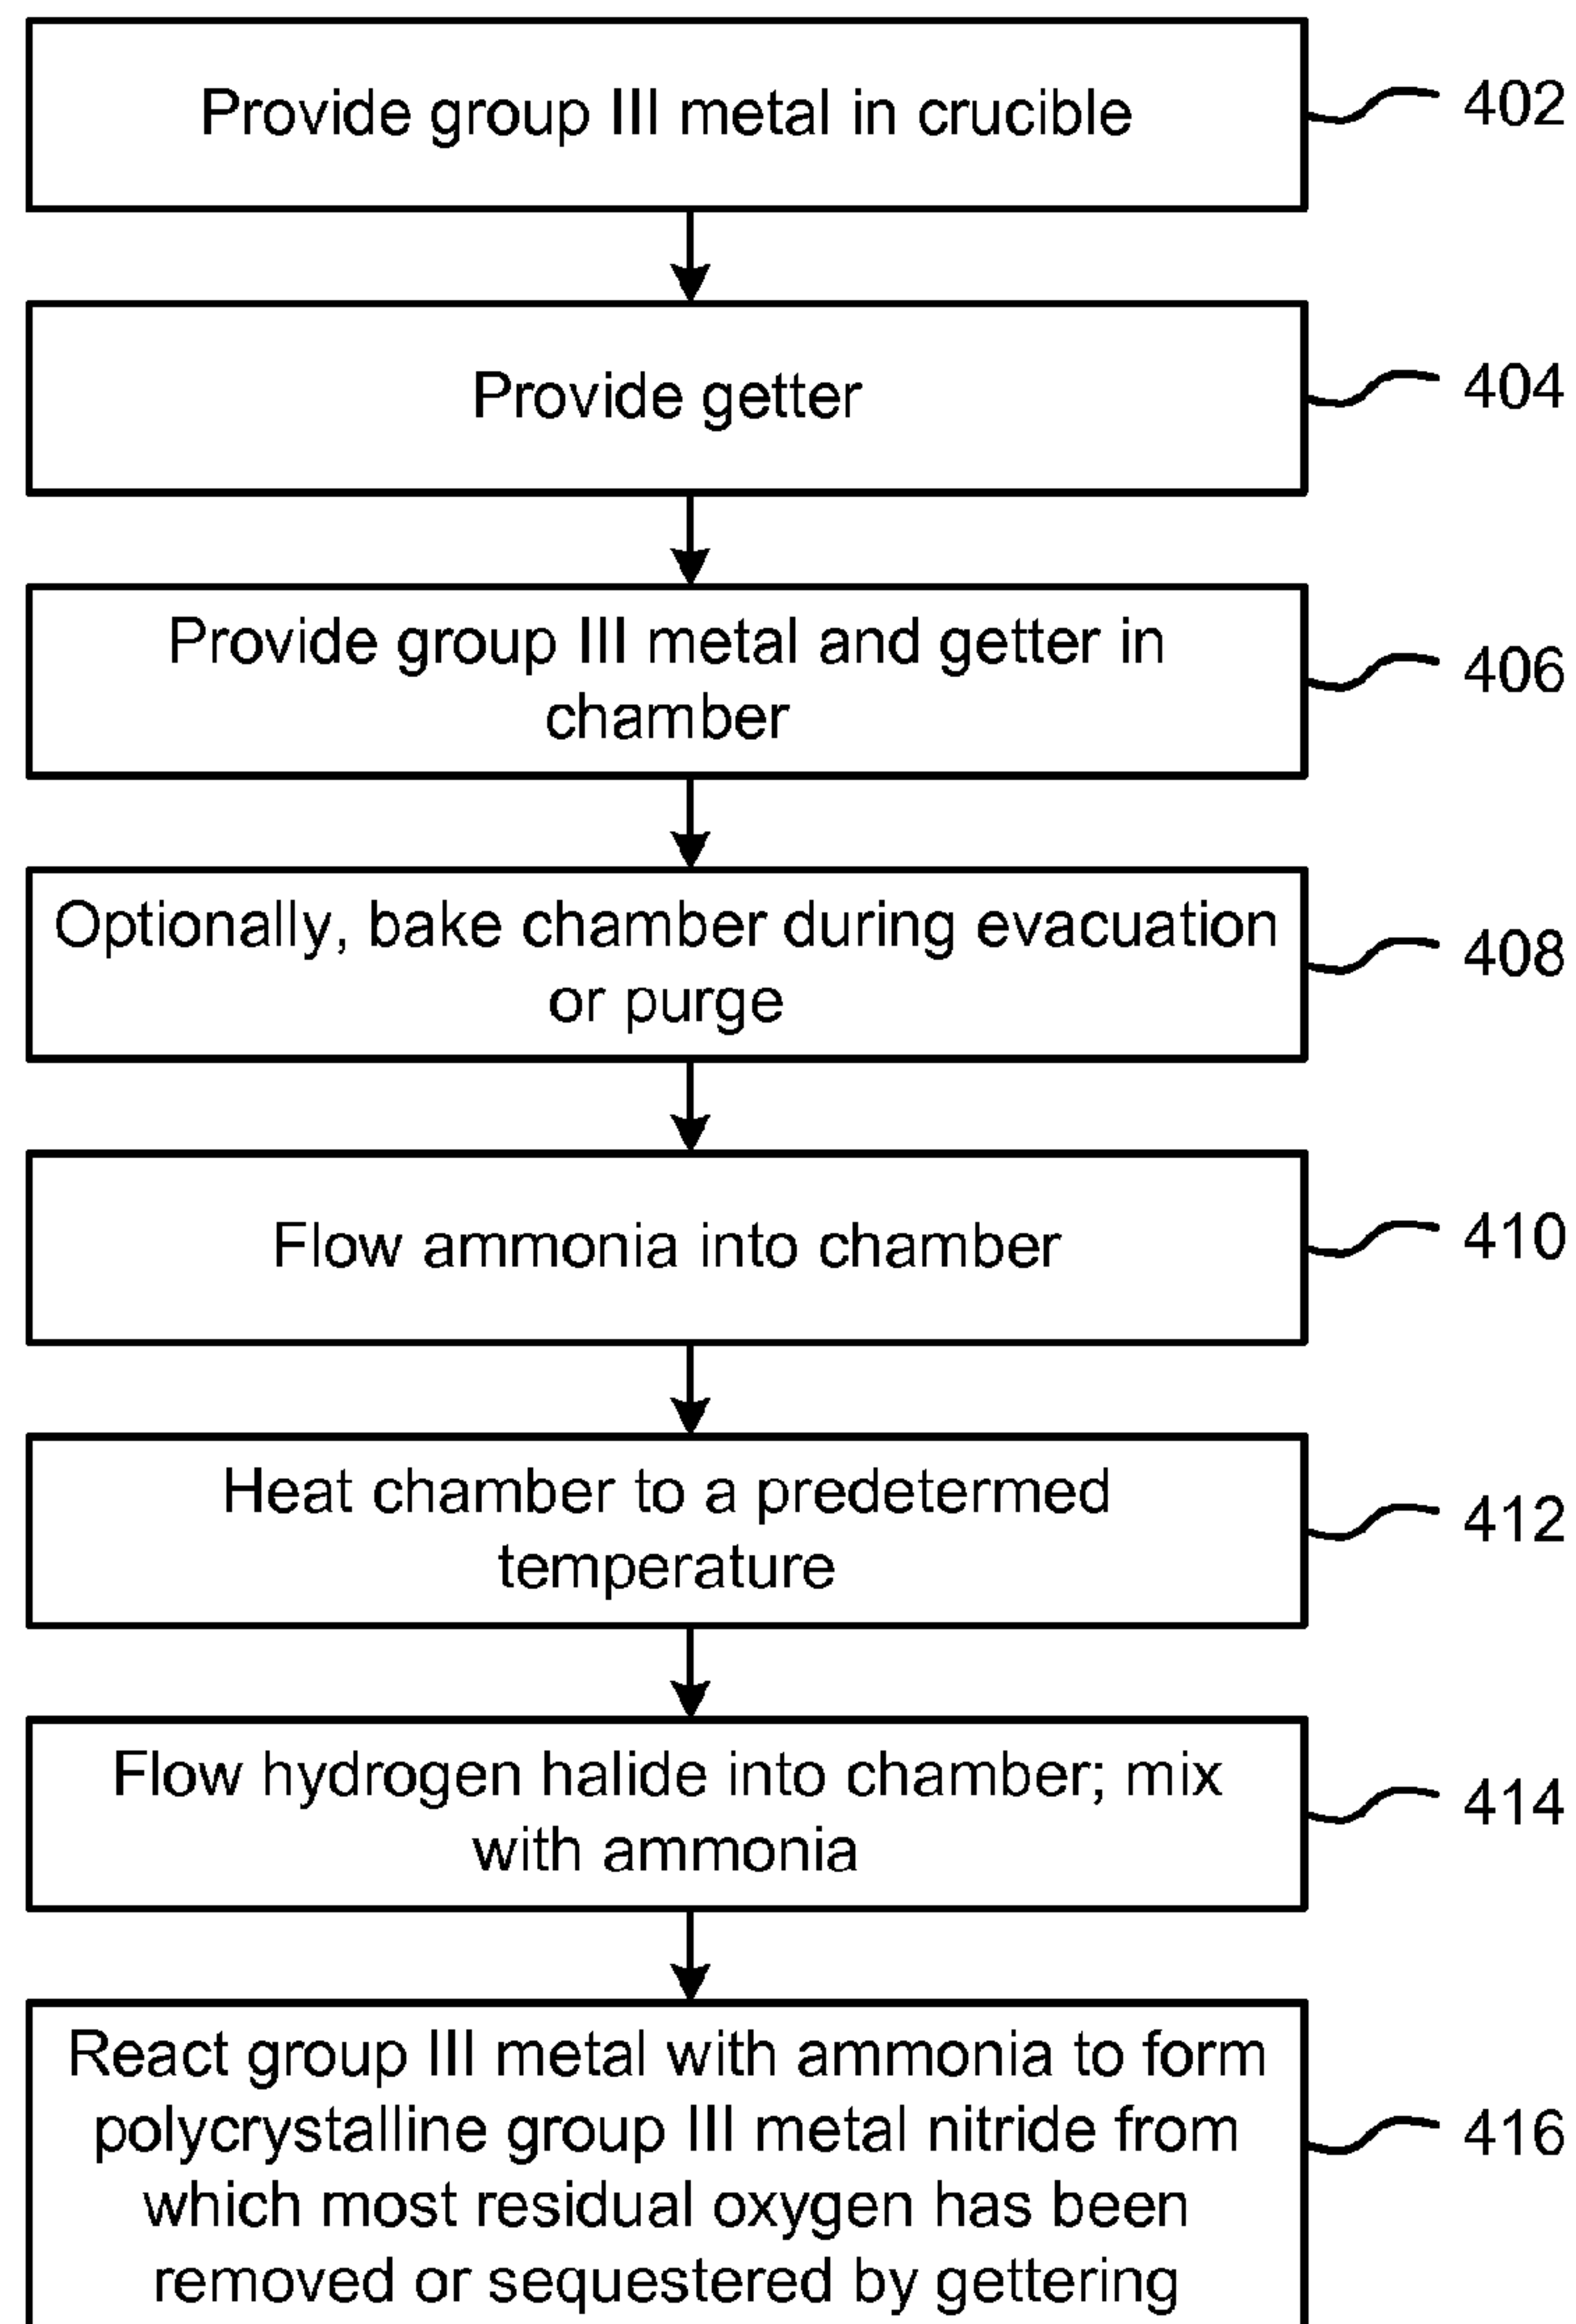 Provide group III metal in crucible
402
Provide getter
404
Provide group III metal and getter in
chamber
406
Optionally, bake chamber during evacuation
or purge
408
Flow ammonia into chamber
410
Heat chamber to a predetermed
temperature
412
Flow hydrogen halide into chamber; mix
with ammonia
414
React group III metal with ammonia to form
polycrystalline group III metal nitride from
which most residual oxygen has been
removed or sequestered by gettering
416